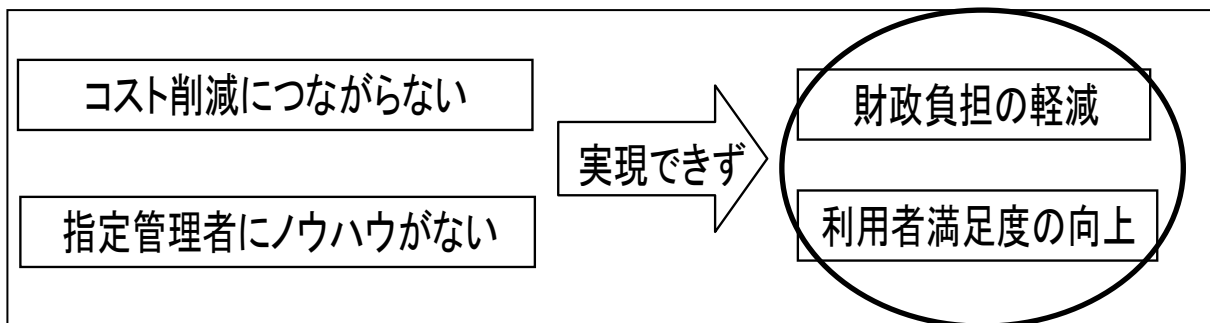 コスト削減につながらない
指定管理者にノウハウがない
実現できず
財政負担の軽減
利用者満足度の向上